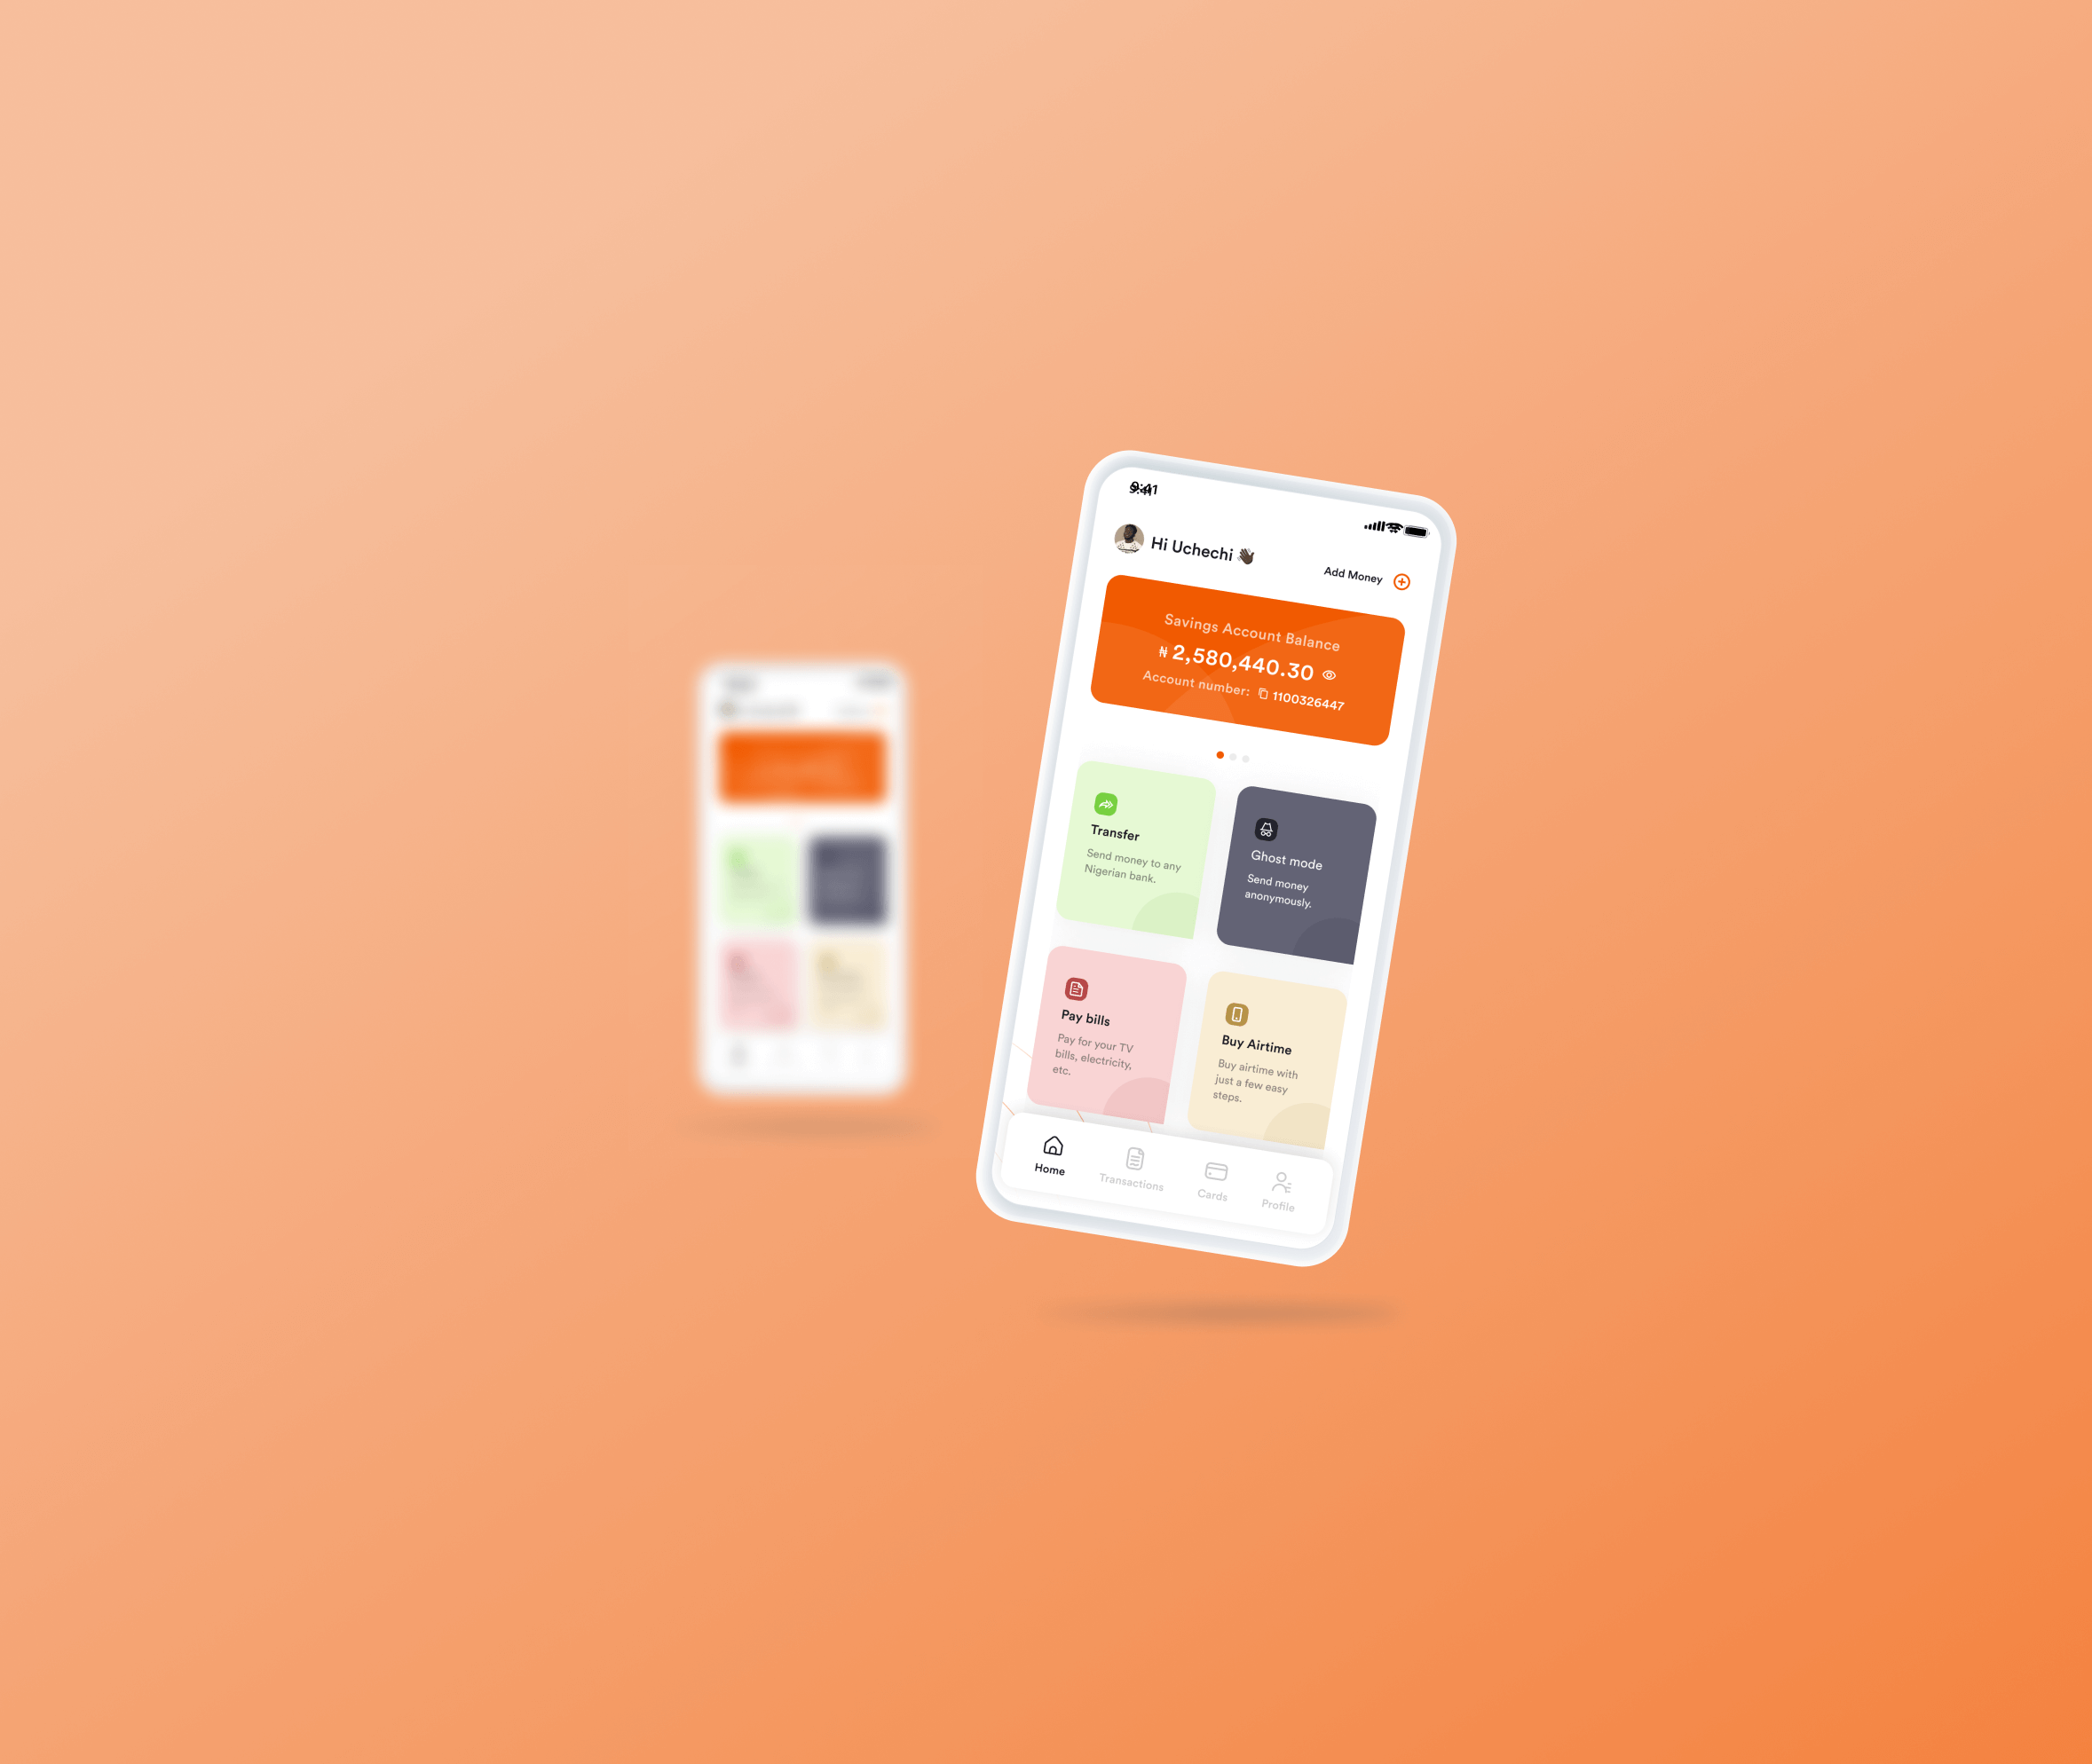 9:41
Hi Uchechi 👋🏿
Add Money
Savings Account Balance
₦ 2,580,440.30
Account number: 1100326447
Transfer
Send money to any
Nigerian bank.
Ghost mode
Send money
anonymously.
Pay bills
Pay for your TV
bills, electricity,
etc.
Buy Airtime
Buy airtime with
just a few easy
steps.
Home
Transactions
Cards
Profile